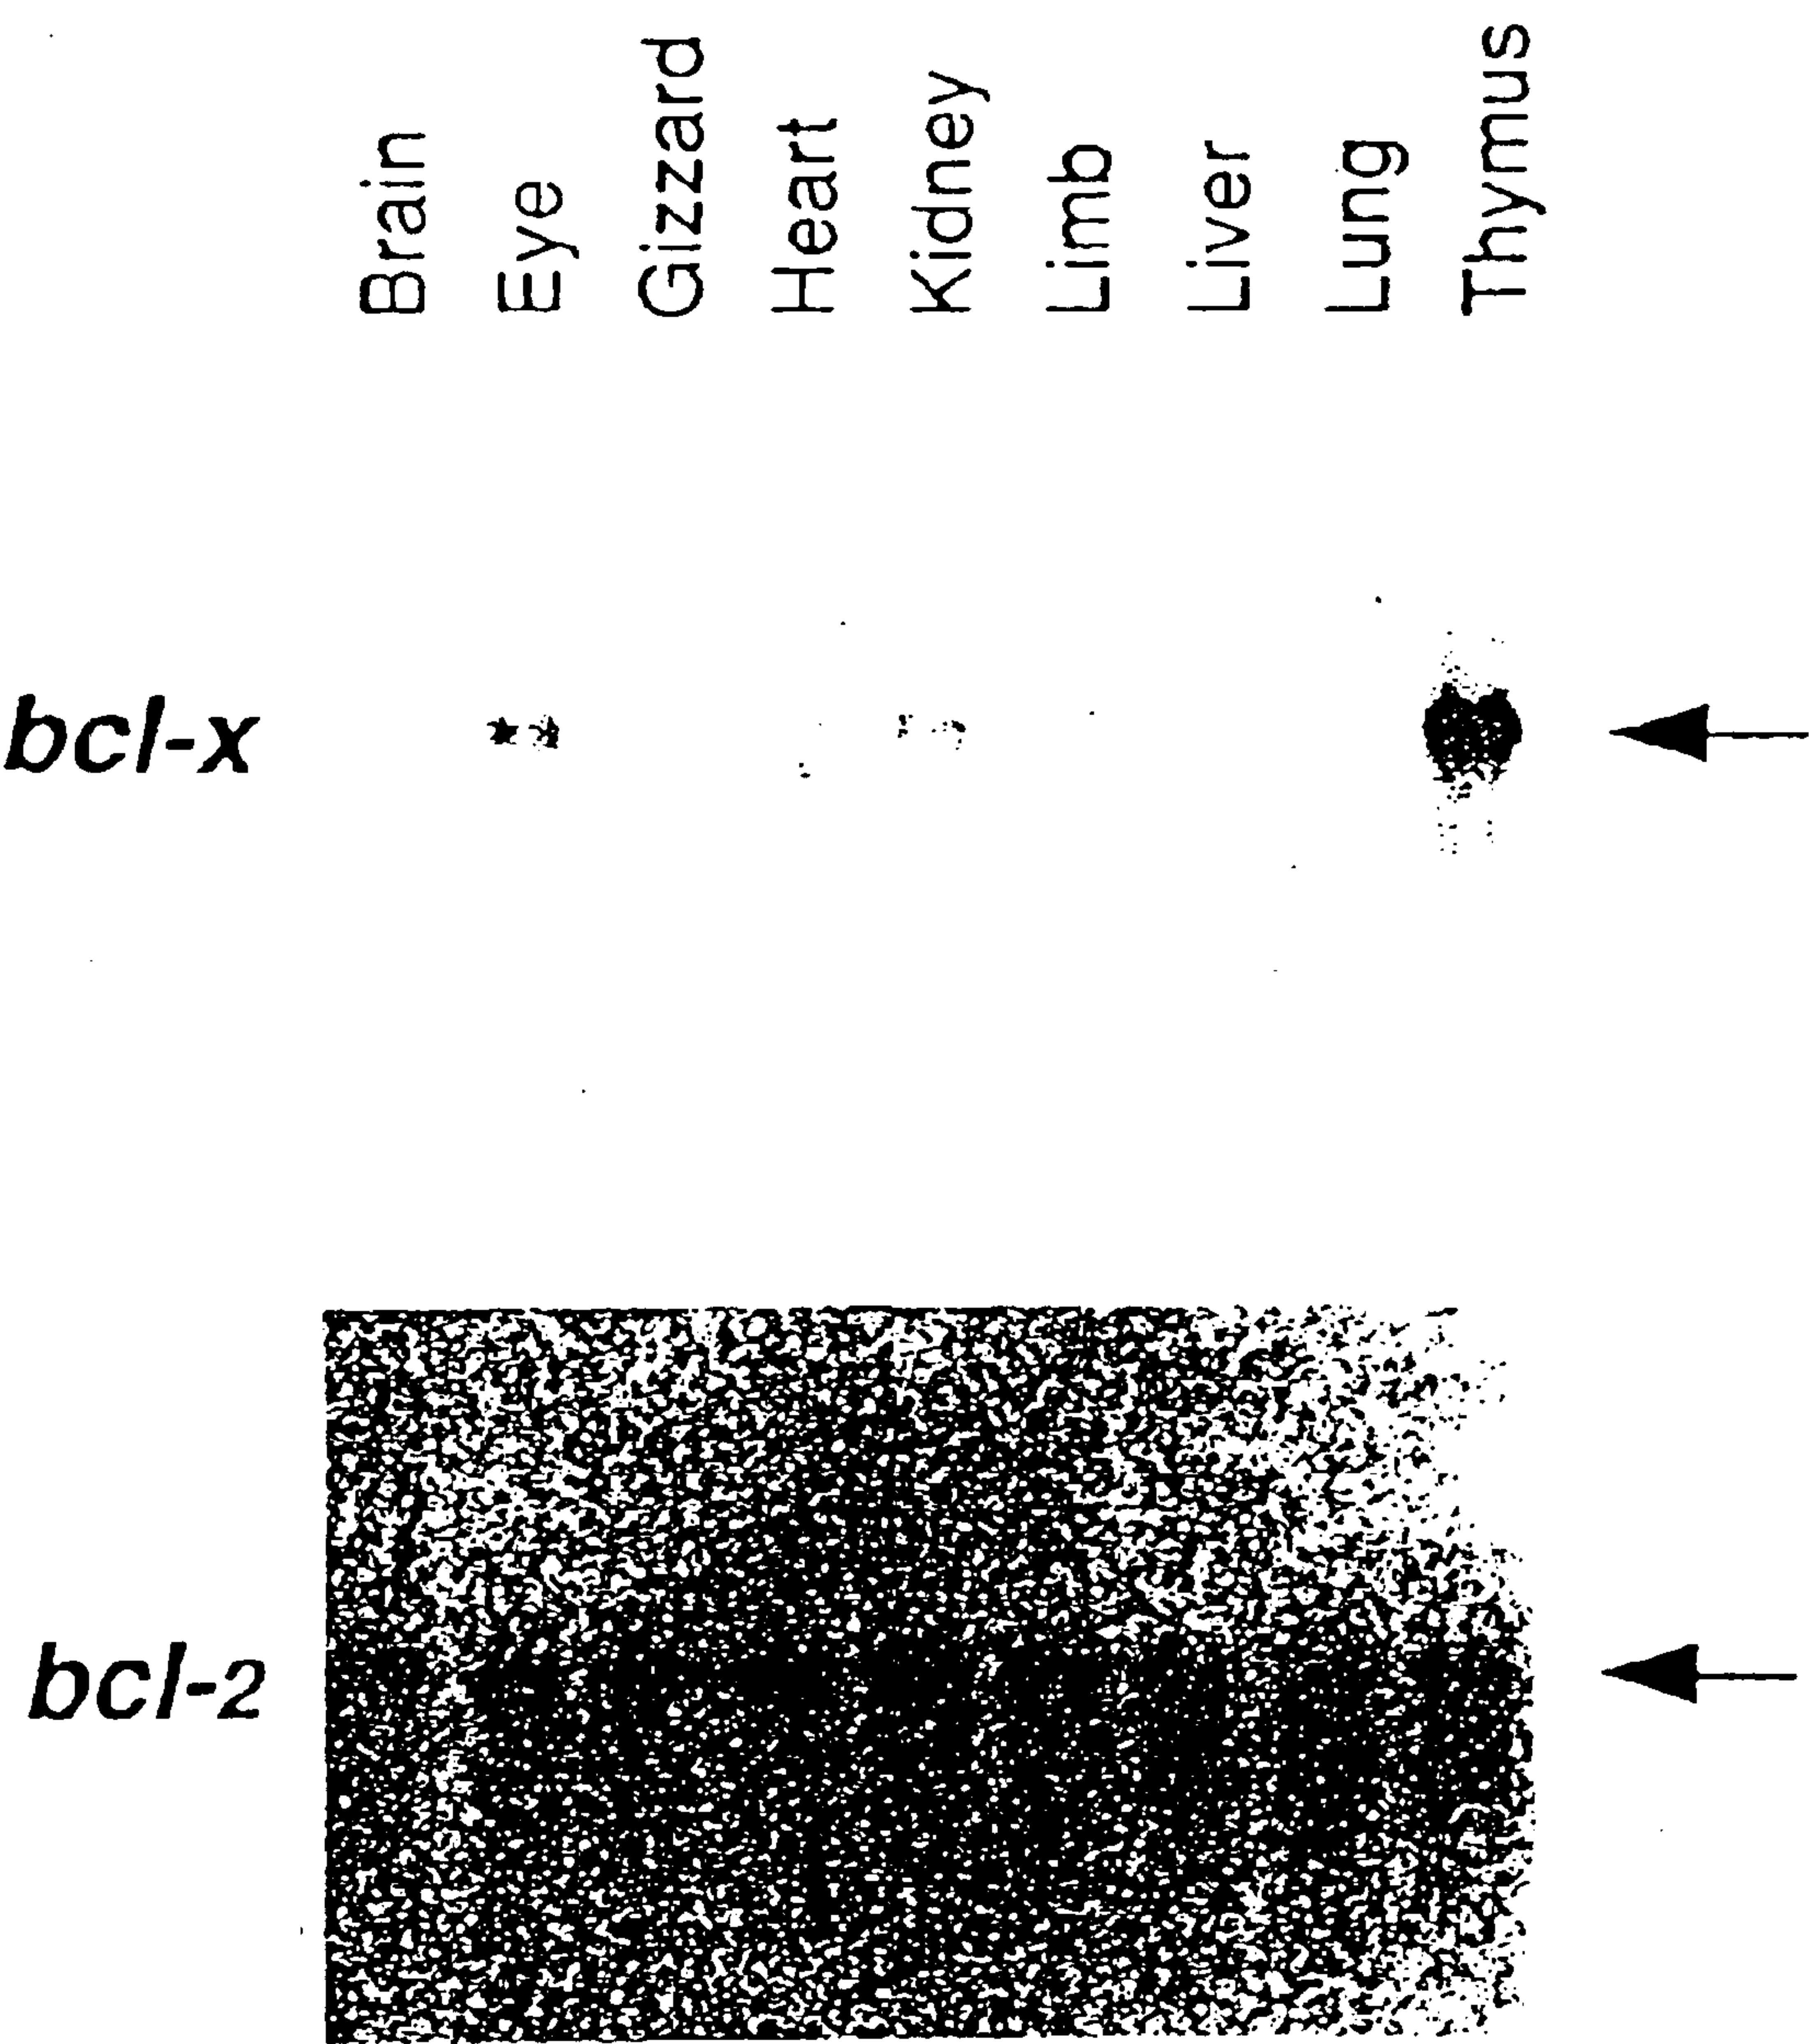 Brain
Eye
Gizzard
Heart
Kidney
Limb
Liver
Lung
Thymus
bcl-x
bcl-2